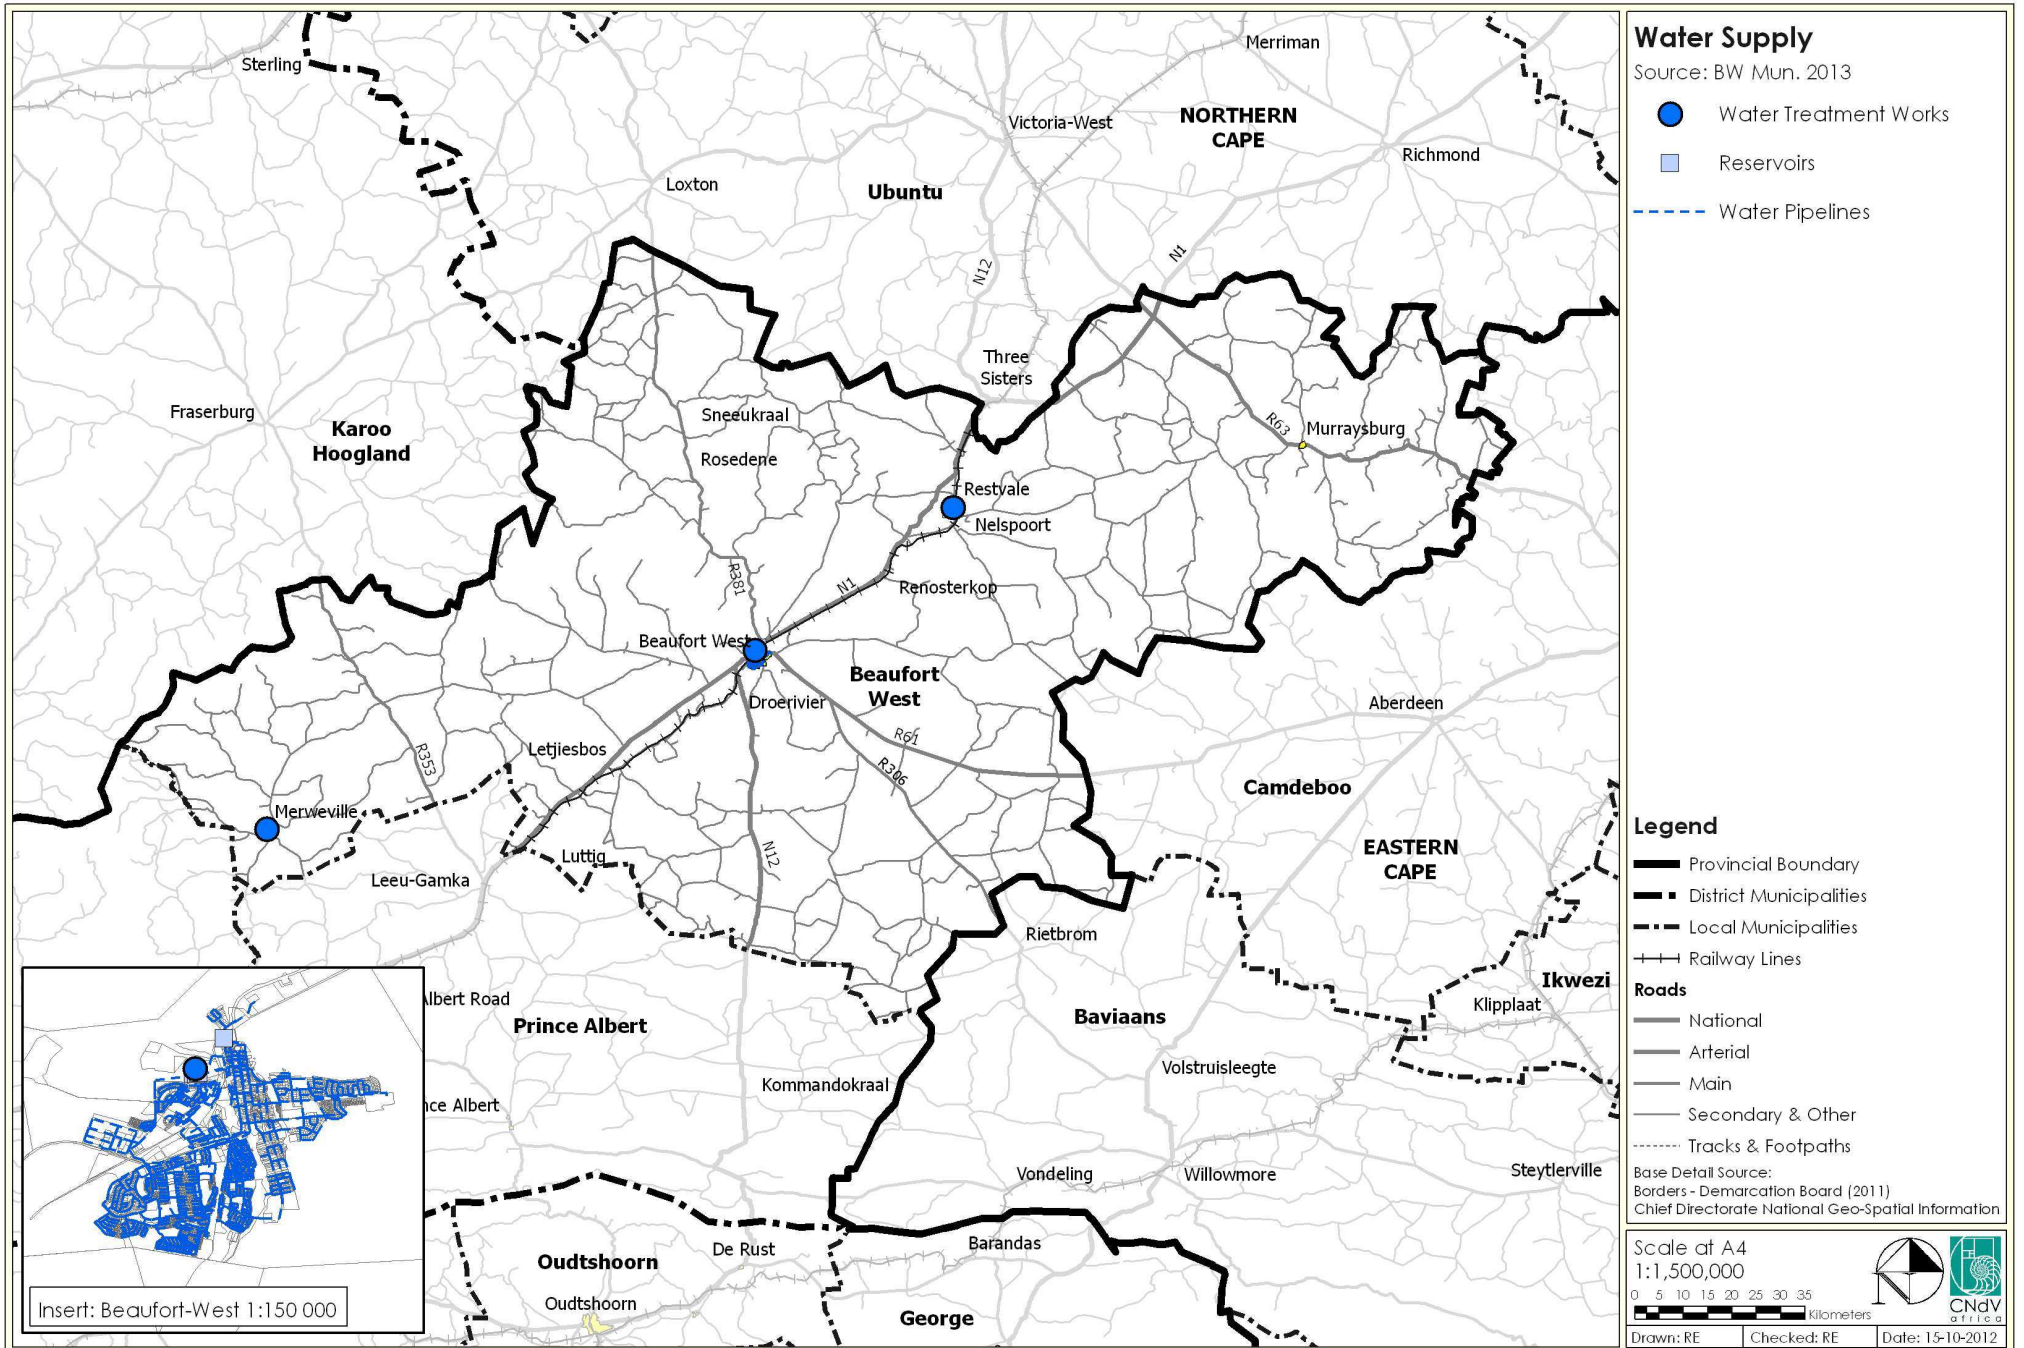 Sterling
Merriman
Victoria-West
NORTHERN
CAPE
Richmond
Loxton
Ubuntu
N1
N12
Three
Sisters
Fraserburg
Karoo
Hoogland
Sneeukraal
Rosedene
R63
Murraysburg
Restvale
Nelspoort
R381
N1
Renosterkop
Beaufort West
Beaufort
West
Droerivier
Aberdeen
Letjiesbos
R353
R61
R306
Camdeboo
Merweville
N12
Luttig
Leeu-Gamka
EASTERN
CAPE
Rietbrom
Ikwezi
Klipplaat
Albert Road
Prince Albert
Baviaans
Volstruisleegte
Kommandokraal
nce Albert
Vondeling
Willowmore
Steytlerville
Barandas
De Rust
Oudtshoorn
Oudtshoorn
George
Insert: Beaufort-West 1:150 000
Water Supply
Source: BW Mun. 2013
Water Treatment Works
Reservoirs
Water Pipelines
Legend
Provincial Boundary
District Municipalities
Local Municipalities
Railway Lines
Roads
National
Arterial
Main
Secondary & Other
Tracks & Footpaths
Base Detail Source:
Borders - Demarcation Board (2011)
Chief Directorate National Geo-Spatial Information
Scale at A4
1:1,500,000
0 5 10 15 20 25 30 35
Kilometers
CNdV
africa
Drawn: RE
Checked: RE
Date: 15-10-2012